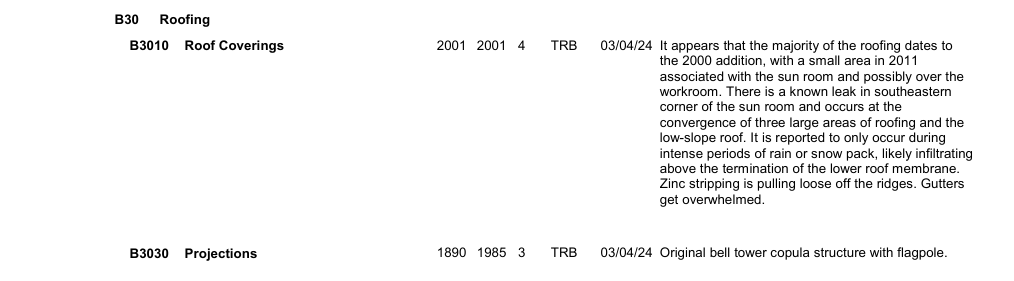 B30 Roofing
B3010 Roof Coverings 2001 2001 4 TRB 03/04/24 It appears that the majority of the roofing dates to
the 2000 addition, with a small area in 2011
associated with the sun room and possibly over the
workroom. There is a known leak in southeastern
corner of the sun room and occurs at the
convergence of three large areas of roofing and the
low-slope roof. It is reported to only occur during
intense periods of rain or snow pack, likely infiltrating
above the termination of the lower roof membrane.
Zinc stripping is pulling loose off the ridges. Gutters
get overwhelmed.
B3030 Projections 1890 1985 3 TRB 03/04/24 Original bell tower copula structure with flagpole.